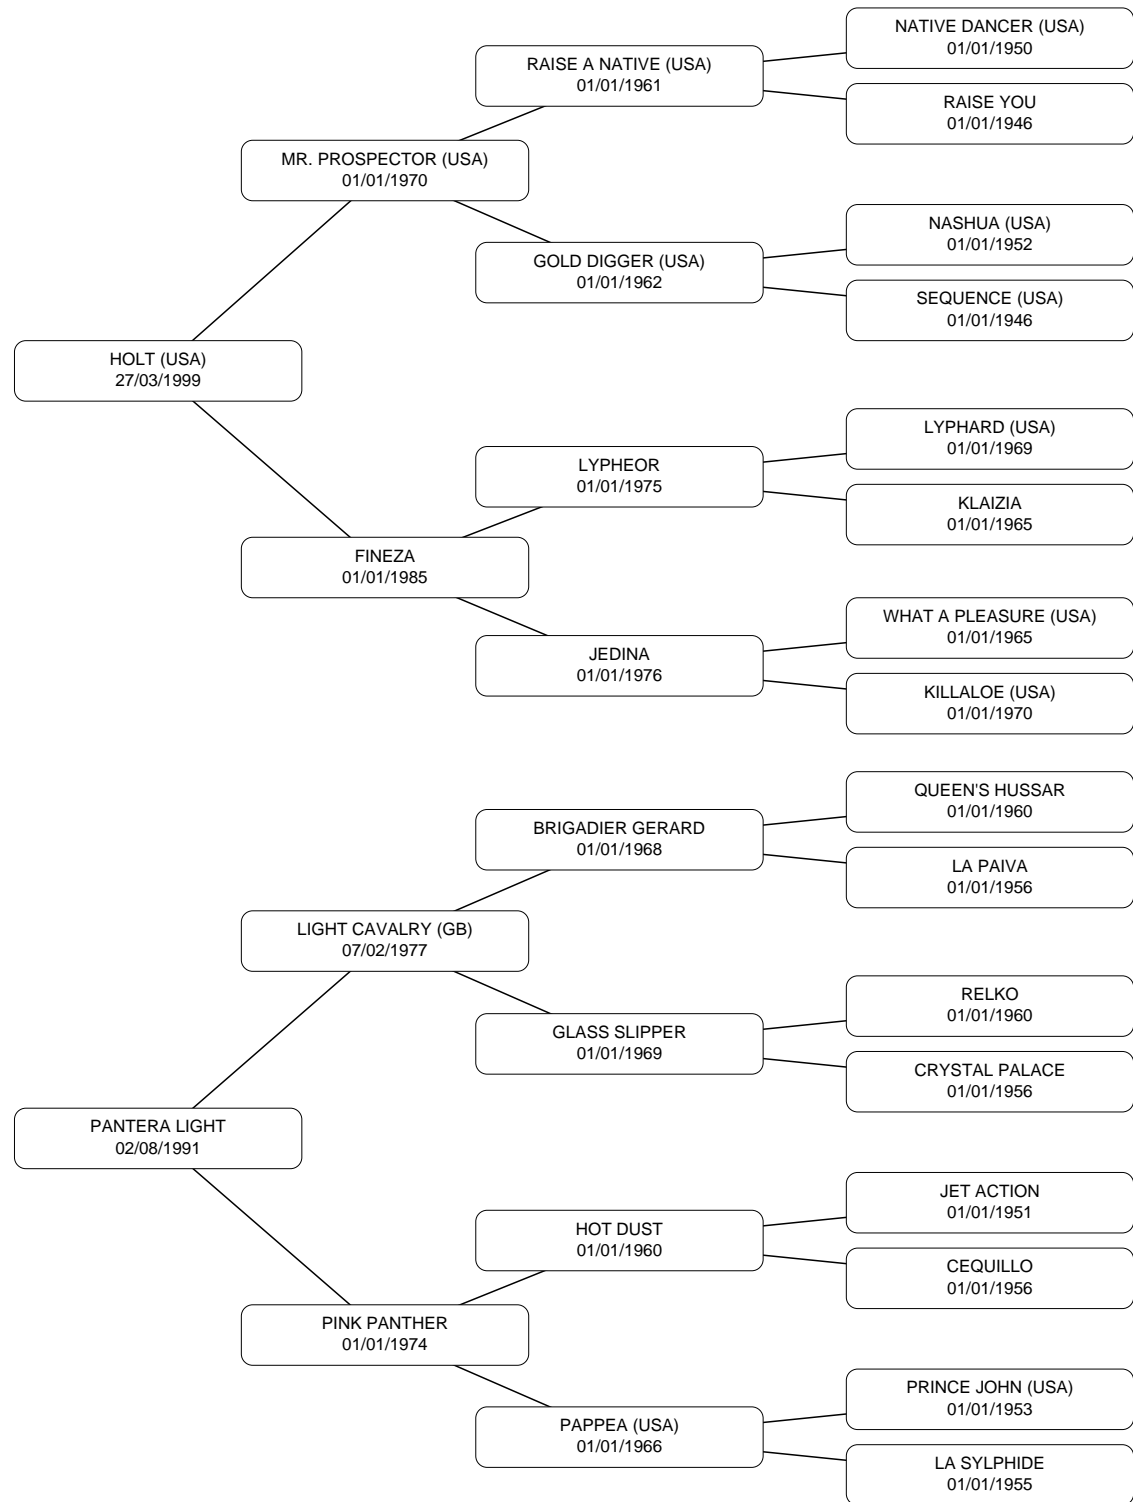 NATIVE DANCER (USA)
01/01/1950
RAISE A NATIVE (USA)
01/01/1961
RAISE YOU
01/01/1946
MR. PROSPECTOR (USA)
01/01/1970
NASHUA (USA)
01/01/1952
GOLD DIGGER (USA)
01/01/1962
SEQUENCE (USA)
01/01/1946
HOLT (USA)
27/03/1999
LYPHARD (USA)
01/01/1969
LYPHEOR
01/01/1975
KLAIZIA
01/01/1965
FINEZA
01/01/1985
WHAT A PLEASURE (USA)
01/01/1965
JEDINA
01/01/1976
KILLALOE (USA)
01/01/1970
QUEEN'S HUSSAR
01/01/1960
BRIGADIER GERARD
01/01/1968
LA PAIVA
01/01/1956
LIGHT CAVALRY (GB)
07/02/1977
RELKO
01/01/1960
GLASS SLIPPER
01/01/1969
CRYSTAL PALACE
01/01/1956
PANTERA LIGHT
02/08/1991
JET ACTION
01/01/1951
HOT DUST
01/01/1960
CEQUILLO
01/01/1956
PINK PANTHER
01/01/1974
PRINCE JOHN (USA)
01/01/1953
PAPPEA (USA)
01/01/1966
LA SYLPHIDE
01/01/1955